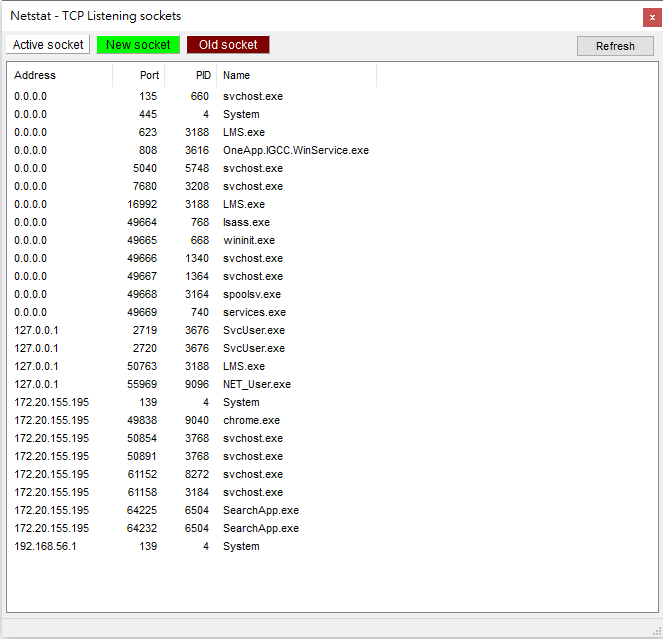 Netstat - TCP Listening sockets
x
Active socket New socket Old socket Refresh
Address Port PID Name
0.0.0.0 135 660 svchost.exe
0.0.0.0 445 4 System
0.0.0.0 623 3188 LMS.exe
0.0.0.0 808 3616 OneApp.IGCC.WinService.exe
0.0.0.0 5040 5748 svchost.exe
0.0.0.0 7680 3208 svchost.exe
0.0.0.0 16992 3188 LMS.exe
0.0.0.0 49664 768 lsass.exe
0.0.0.0 49665 668 wininit.exe
0.0.0.0 49666 1340 svchost.exe
0.0.0.0 49667 1364 svchost.exe
0.0.0.0 49668 3164 spoolsv.exe
0.0.0.0 49669 740 services.exe
127.0.0.1 2719 3676 SvcUser.exe
127.0.0.1 2720 3676 SvcUser.exe
127.0.0.1 50763 3188 LMS.exe
127.0.0.1 55969 9096 NET_User.exe
172.20.155.195 139 4 System
172.20.155.195 49838 9040 chrome.exe
172.20.155.195 50854 3768 svchost.exe
172.20.155.195 50891 3768 svchost.exe
172.20.155.195 61152 8272 svchost.exe
172.20.155.195 61158 3184 svchost.exe
172.20.155.195 64225 6504 SearchApp.exe
172.20.155.195 64232 6504 SearchApp.exe
192.168.56.1 139 4 System